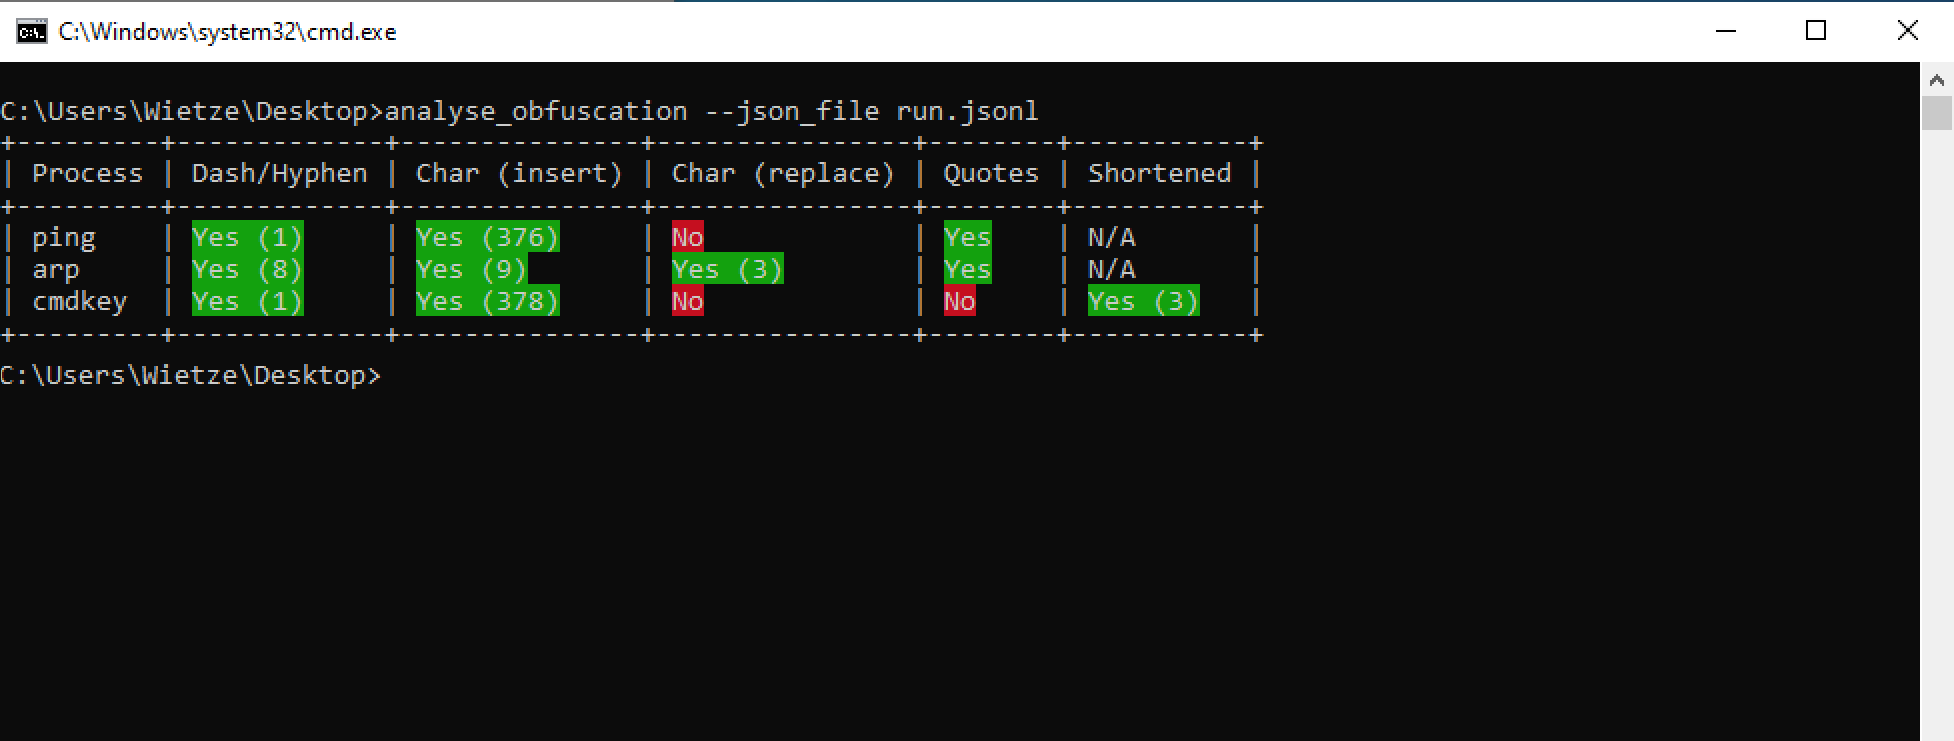 C:\Windows\system32\cmd.exe
C:\Users\Wietze\Desktop>analyse_obfuscation --json_file run.jsonl
+---------+-------------+---------------+----------------+--------+-----------+
| Process | Dash/Hyphen | Char (insert) | Char (replace) | Quotes | Shortened |
+---------+-------------+---------------+----------------+--------+-----------+
| ping    | Yes (1)     | Yes (376)     | No             | Yes    | N/A       |
| arp     | Yes (8)     | Yes (9)       | Yes (3)        | Yes    | N/A       |
| cmdkey  | Yes (1)     | Yes (378)     | No             | No     | Yes (3)   |
+---------+-------------+---------------+----------------+--------+-----------+
C:\Users\Wietze\Desktop>